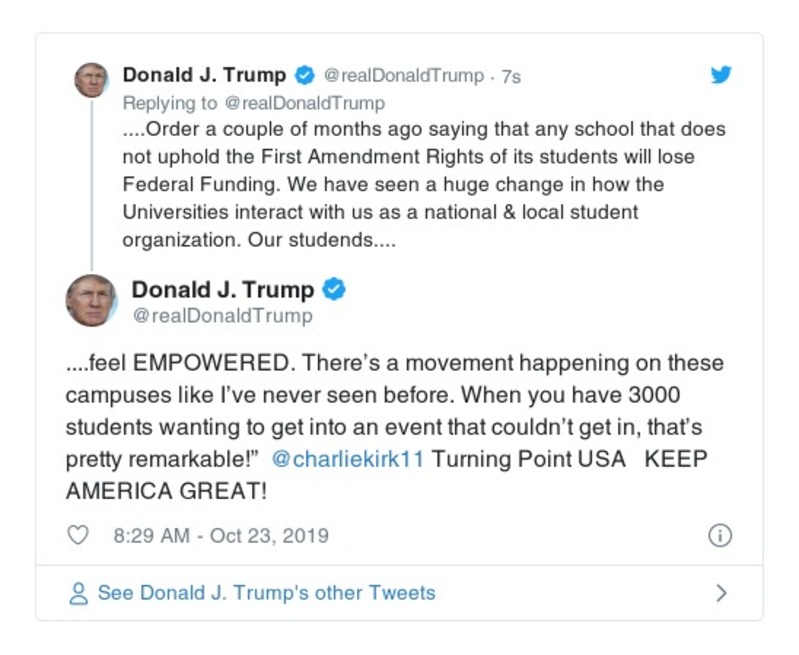 Donald J. Trump @realDonaldTrump · 7s
Replying to @realDonaldTrump
....Order a couple of months ago saying that any school that does
not uphold the First Amendment Rights of its students will lose
Federal Funding. We have seen a huge change in how the
Universities interact with us as a national & local student
organization. Our studends....
Donald J. Trump
@realDonaldTrump
....feel EMPOWERED. There’s a movement happening on these
campuses like I’ve never seen before. When you have 3000
students wanting to get into an event that couldn’t get in, that’s
pretty remarkable!” @charliekirk11 Turning Point USA KEEP
AMERICA GREAT!
8:29 AM - Oct 23, 2019
See Donald J. Trump's other Tweets